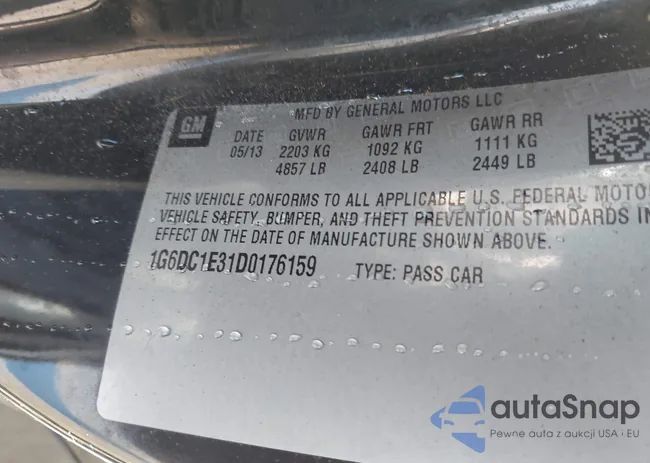 GM
MFD BY GENERAL MOTORS LLC
DATE GVWR GAWR FRT GAWR RR
05/13 2203 KG 1092 KG 1111 KG
4857 LB 2408 LB 2449 LB
THIS VEHICLE CONFORMS TO ALL APPLICABLE U.S. FEDERAL MOTO
VEHICLE SAFETY, BUMPER, AND THEFT PREVENTION STANDARDS IN
EFFECT ON THE DATE OF MANUFACTURE SHOWN ABOVE.
1G6DC1E31D0176159 TYPE: PASS CAR
autaSnap
Pewne auta z aukcji USA i EU